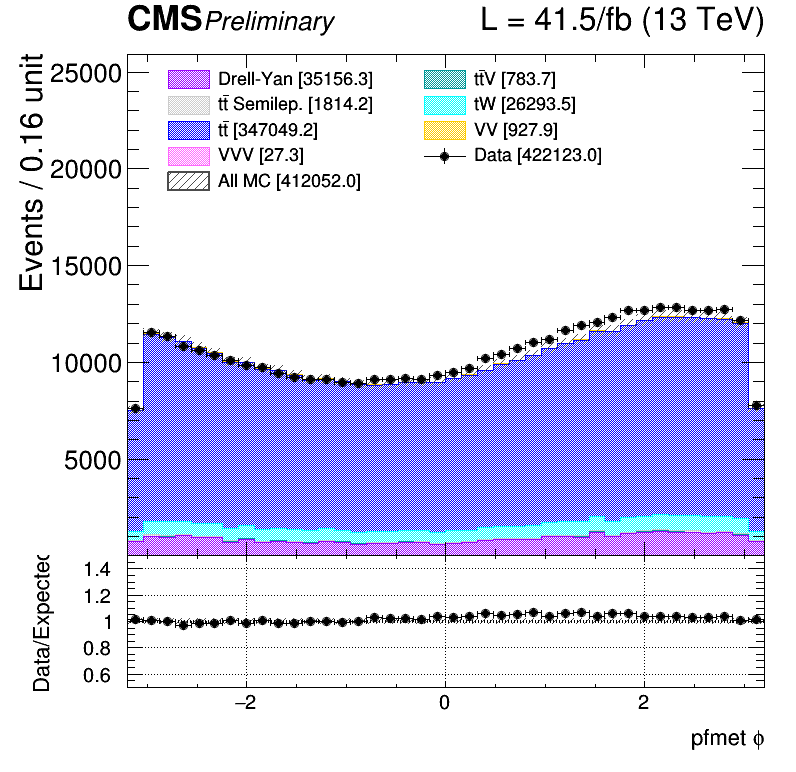 CMS Preliminary L = 41.5/fb (13 TeV)
Events / 0.16 unit
25000
20000
15000
10000
5000
Drell-Yan [35156.3]
tt̄ Semilep. [1814.2]
tt̄ [347049.2]
VVV [27.3]
All MC [412052.0]
tt̄V [783.7]
tW [26293.5]
VV [927.9]
Data [422123.0]
Data/Expected
1.4
1.2
1
0.8
0.6
−2 0 2
pfmet ϕ